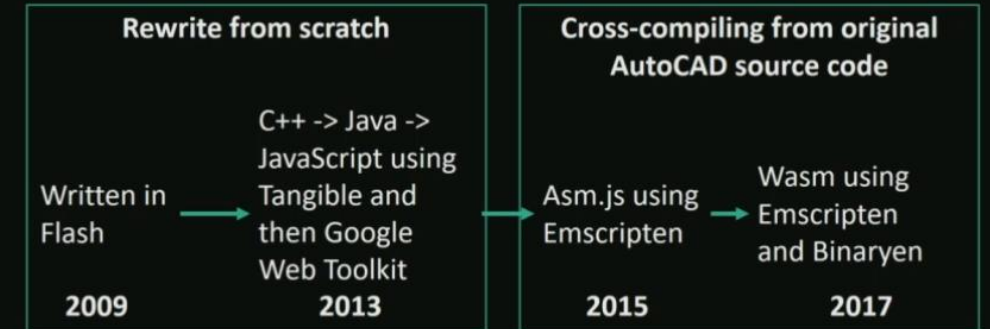 Rewrite from scratch
Written in
Flash
2009
C++ -> Java ->
JavaScript using
Tangible and
then Google
Web Toolkit
2013
Cross-compiling from original
AutoCAD source code
Asm.js using
Emscripten
2015
Wasm using
Emscripten
and Binaryen
2017